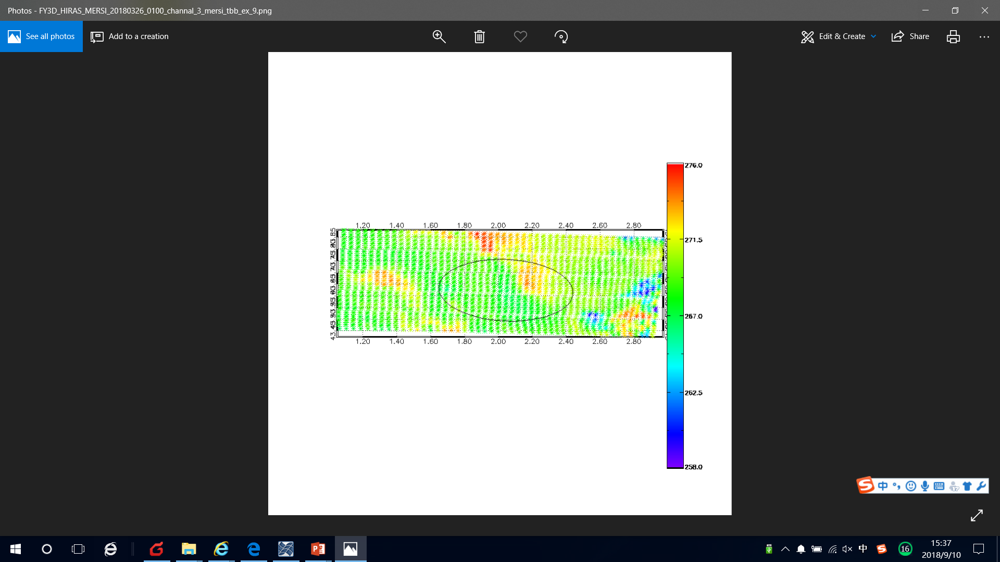 Photos - FY3D_HIRAS_MERSI_20180326_0100_channal_3_mersi_tbb_ex_9.png
See all photos
Add to a creation
Edit & Create
Share
276.0
1.20 1.40 1.60 1.80 2.00 2.20 2.40 2.60 2.80
271.5
267.0
1.20 1.40 1.60 1.80 2.00 2.20 2.40 2.60 2.80
262.5
中
中
16
15:37
2018/9/10